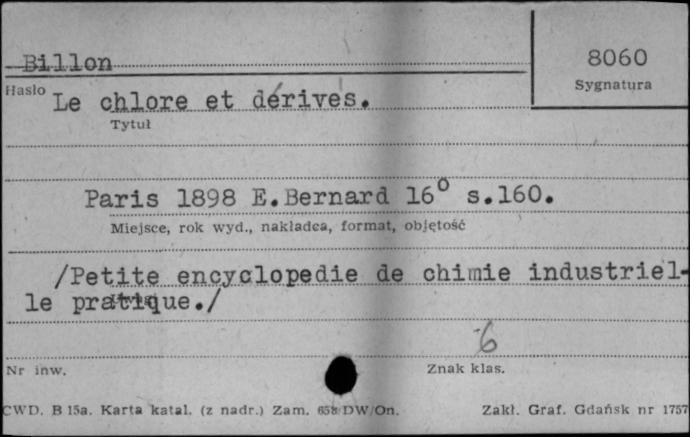 Billon
8060
Sygnatura
Hasło
Le chlore et dérives.
Tytuł
Paris 1898 E.Bernard 16° s.160.
Miejsce, rok wyd., nakładca, format, objętość
/Petite encyclopedie de chimie industriel-
le pratique./
6
Nr inw.
Znak klas.
CWD. B 15a. Karta katal. (z nadr.) Zam. DW/On.
Zakł. Graf. Gdańsk nr 1757